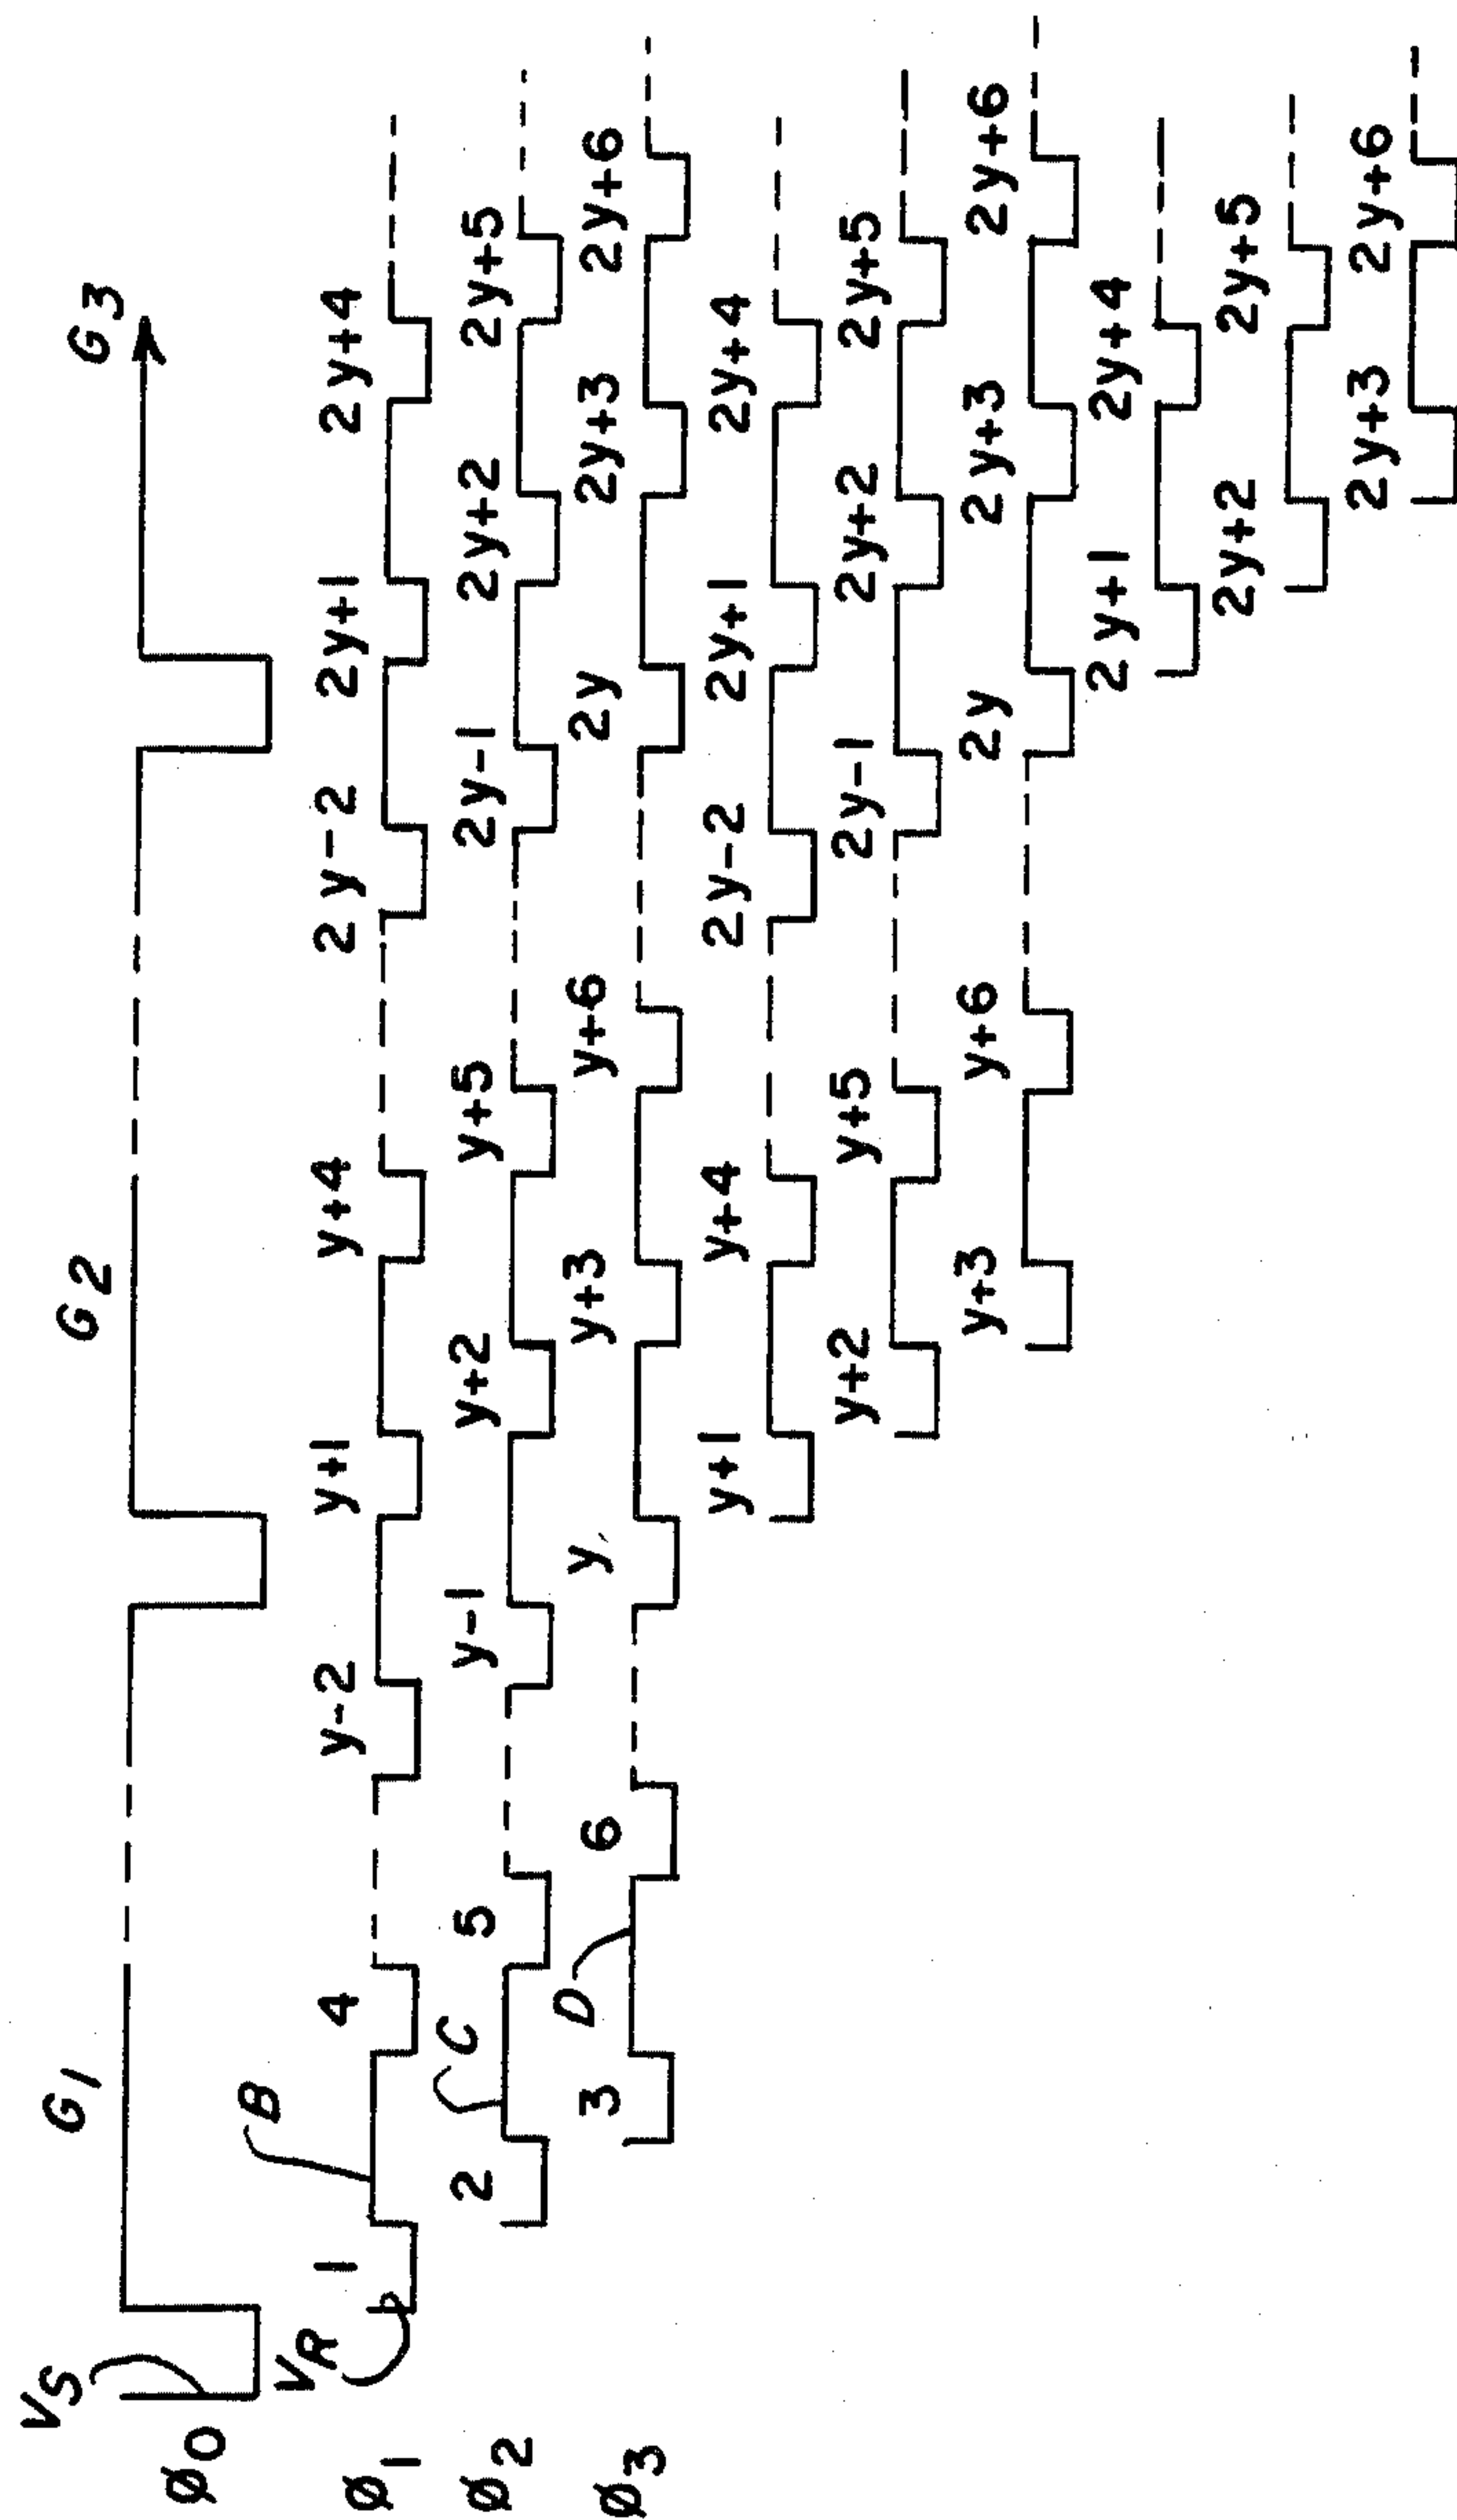 VS G1 G2 G3
φ0
VR 1 B 4 y-2 y+1 y+4 2y-2 2y+1 2y+4
φ1
2 C 5 y-1 y+2 y+5 2y-1 2y+2 2y+5
φ2
3 D 6 y y+3 y+6 2y 2y+3 2y+6
φ3
y+1 y+4 2y-2 2y+1 2y+4
y+2 y+5 2y-1 2y+2 2y+5
y+3 y+6 2y 2y+3 2y+6
2y+1 2y+4
2y+2 2y+5
2y+3 2y+6